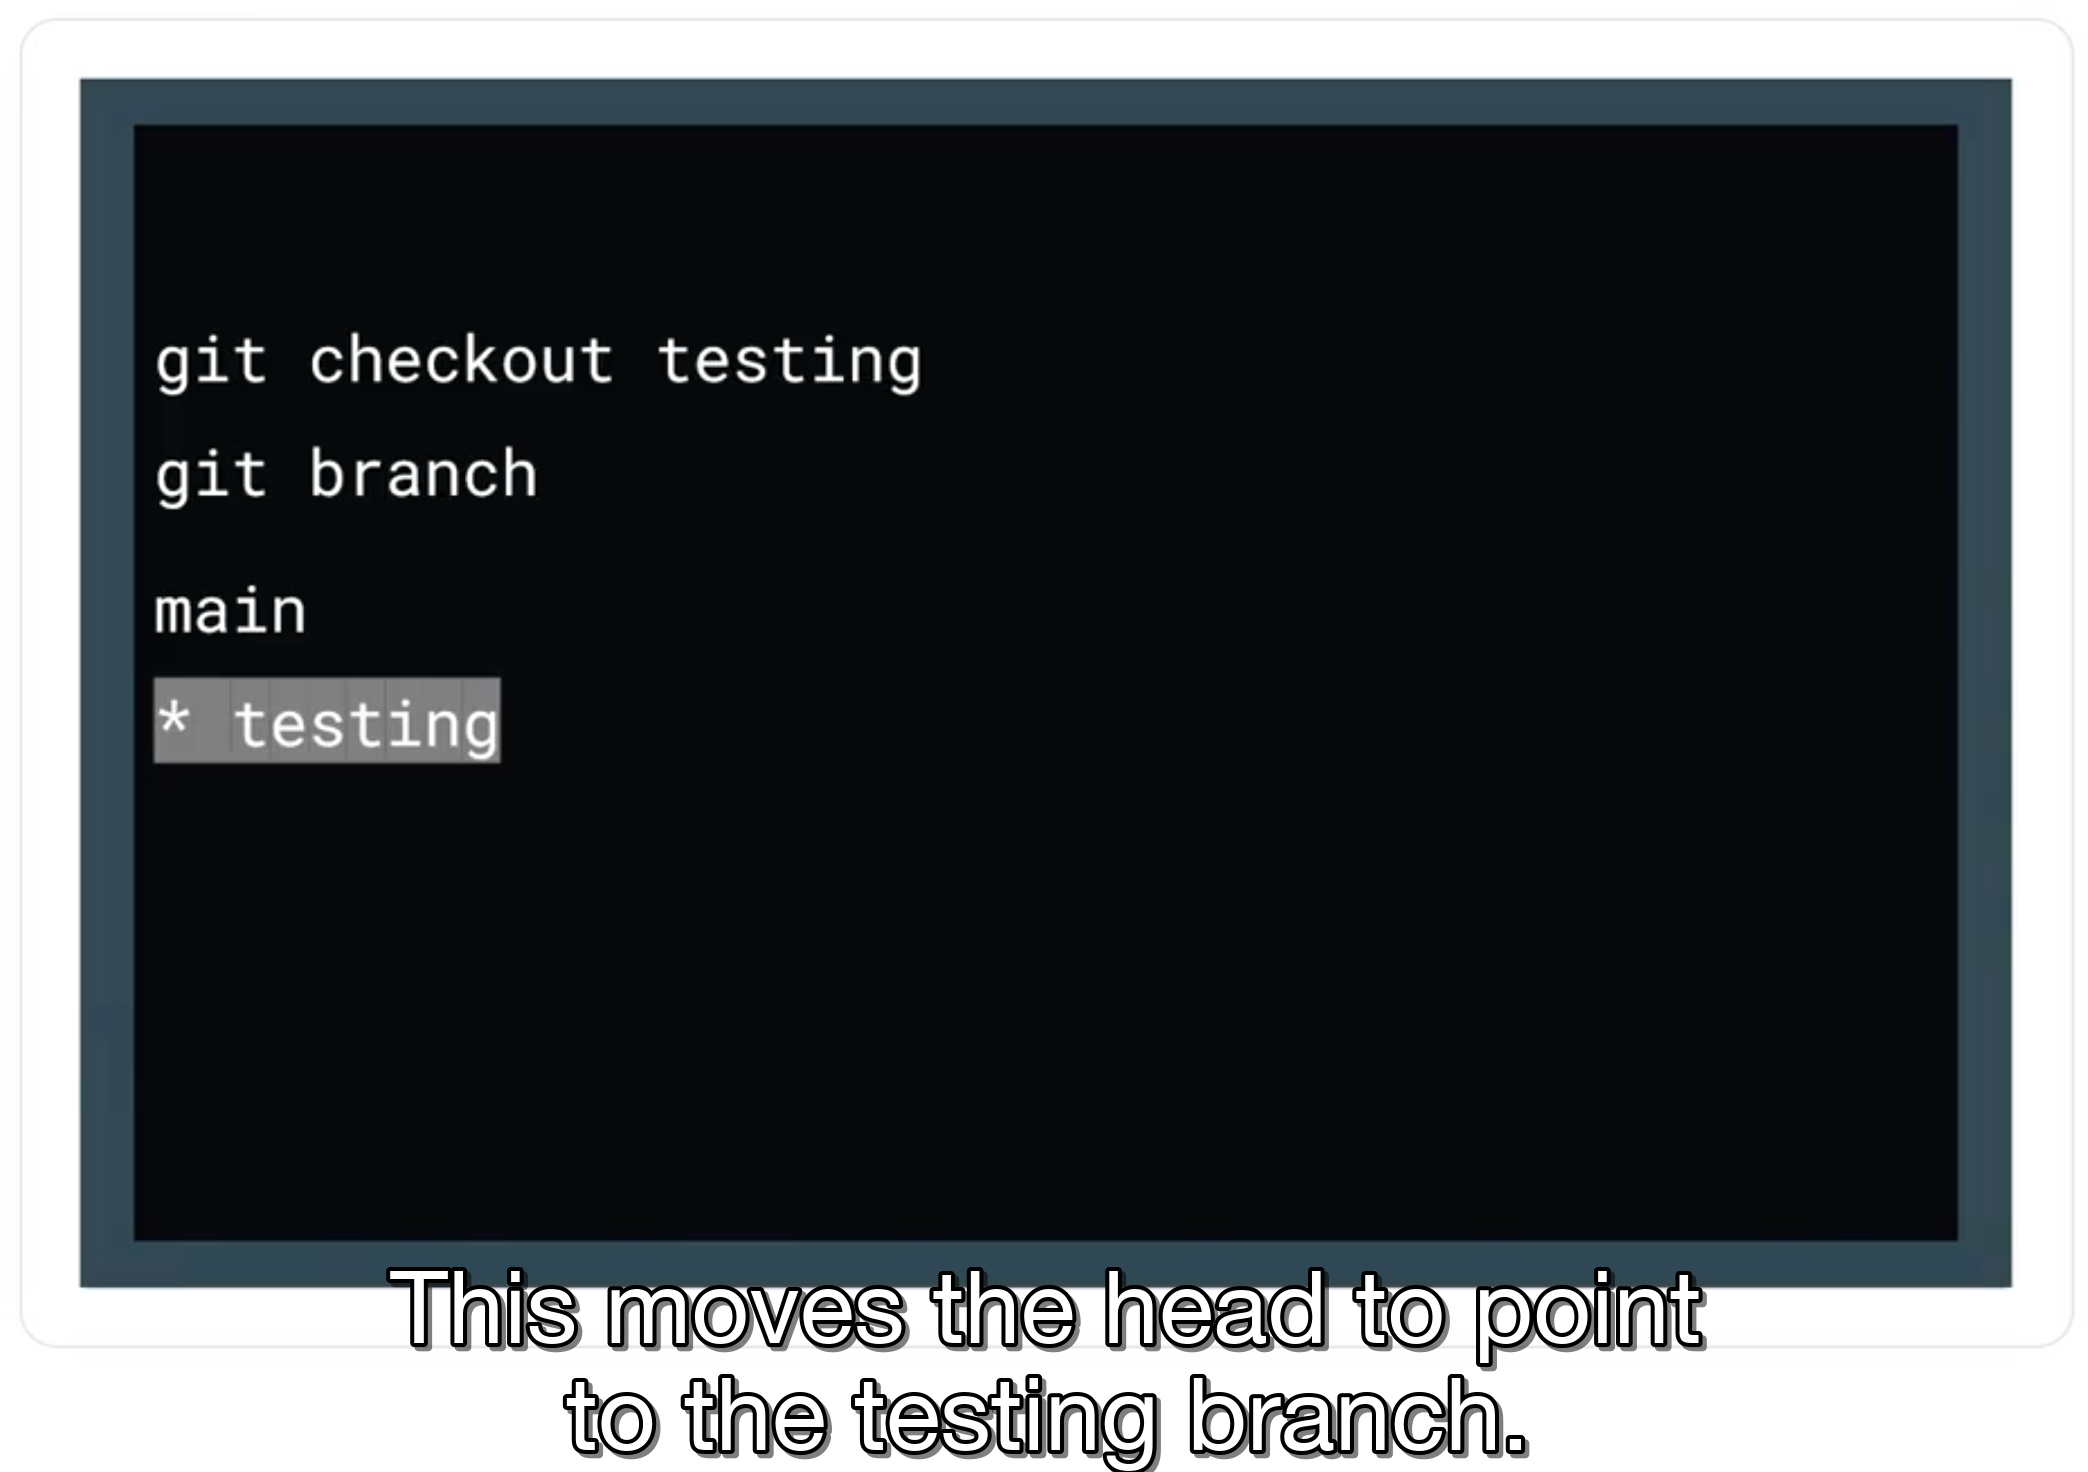 git checkout testing
git branch
main
* testing
This moves the head to point
to the testing branch.